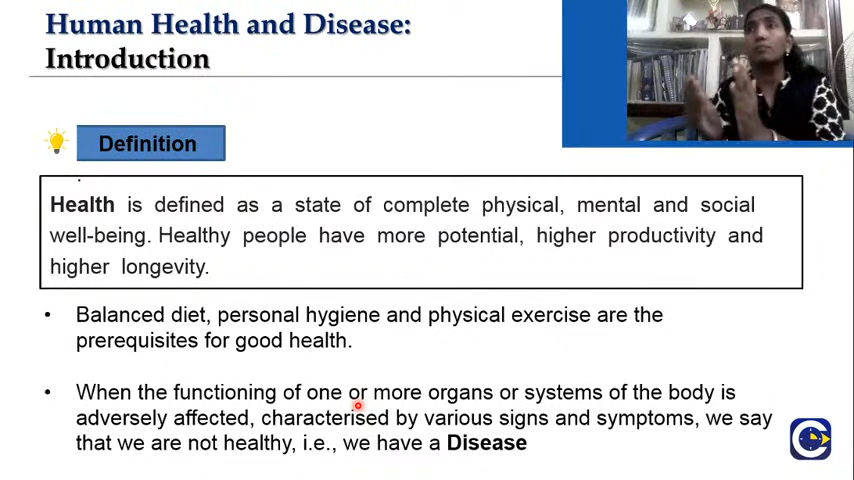 Human Health and Disease:
Introduction
Definition
Health is defined as a state of complete physical, mental and social
well-being. Healthy people have more potential, higher productivity and
higher longevity.
• Balanced diet, personal hygiene and physical exercise are the
prerequisites for good health.
• When the functioning of one or more organs or systems of the body is
adversely affected, characterised by various signs and symptoms, we say
that we are not healthy, i.e., we have a Disease